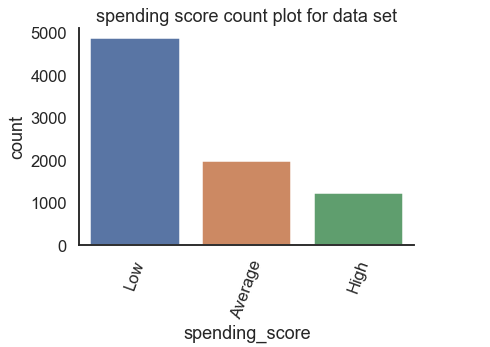 spending score count plot for data set
5000
4000
3000
2000
1000
0
count
Low
Average
High
spending_score